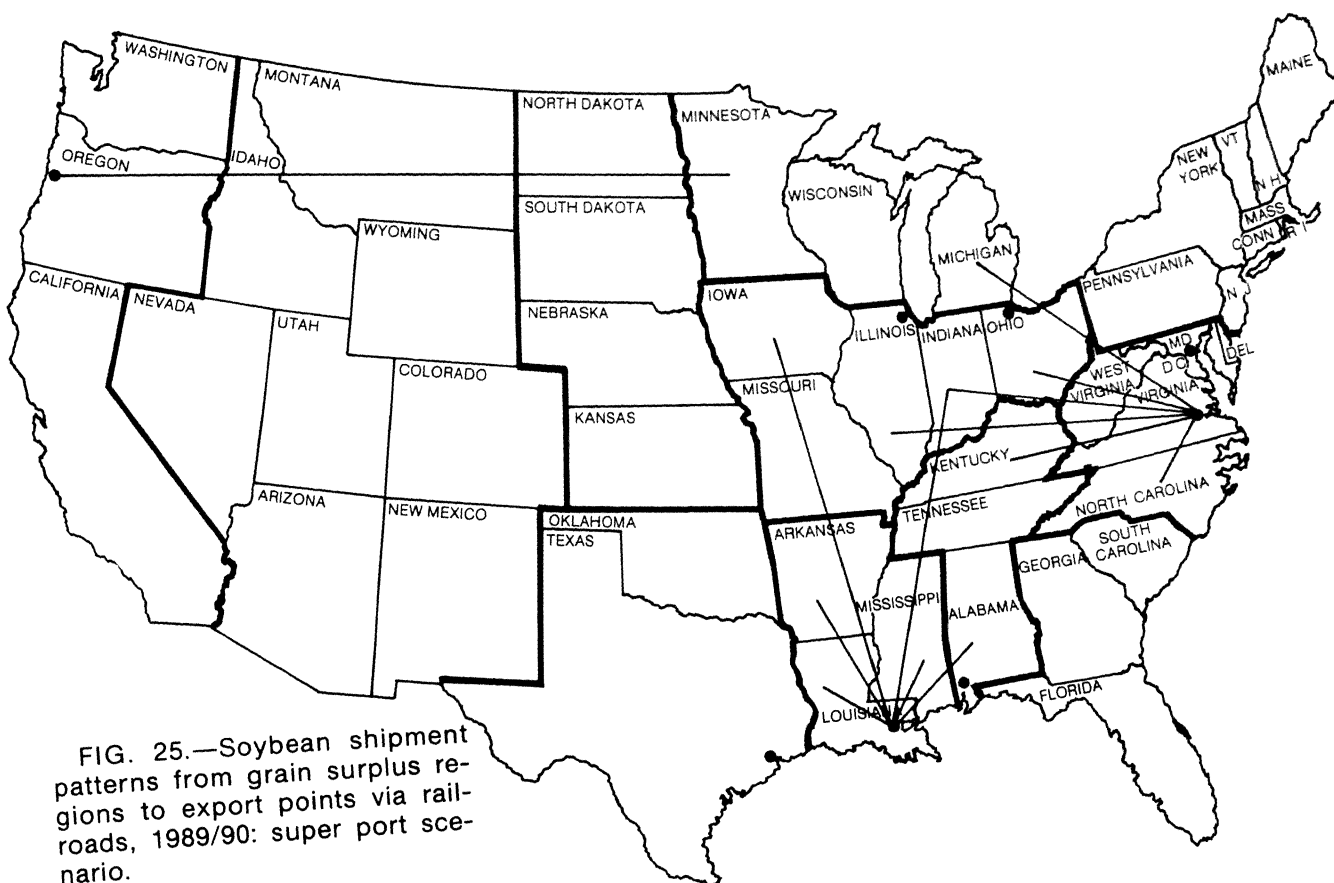 WASHINGTON
MONTANA
NORTH DAKOTA
MINNESOTA
MAINE
OREGON
IDAHO
WISCONSIN
NEW
YORK
VT
N H
MASS
CONN
R I
SOUTH DAKOTA
WYOMING
MICHIGAN
PENNSYLVANIA
CALIFORNIA
NEVADA
IOWA
N
UTAH
NEBRASKA
ILLINOIS
INDIANA
OHIO
MD
D C
DEL
COLORADO
MISSOURI
WEST
VIRGINIA
VIRGINIA
KANSAS
KENTUCKY
ARIZONA
NEW MEXICO
OKLAHOMA
TEXAS
ARKANSAS
TENNESSEE
NORTH CAROLINA
SOUTH
CAROLINA
GEORGIA
MISSISSIPPI
ALABAMA
LOUISIANA
FLORIDA
FIG. 25.—Soybean shipment
patterns from grain surplus re-
gions to export points via rail-
roads, 1989/90: super port sce-
nario.